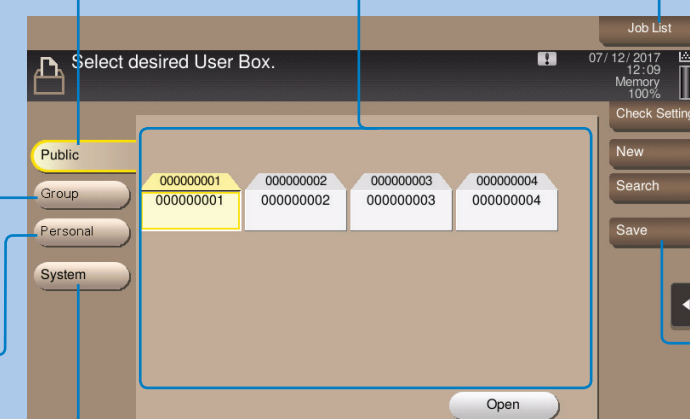 Job List
Select desired User Box.
07/12/2017
12:09
Memory
100%
Check Setting
Public
New
000000001 000000002 000000003 000000004
Group
Search
000000001 000000002 000000003 000000004
Personal
Save
System
Open